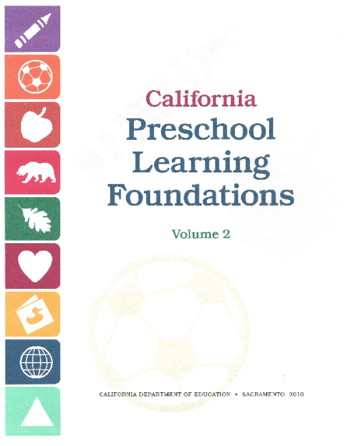 California
Preschool
Learning
Foundations
Volume 2
CALIFORNIA DEPARTMENT OF EDUCATION • SACRAMENTO, 2010